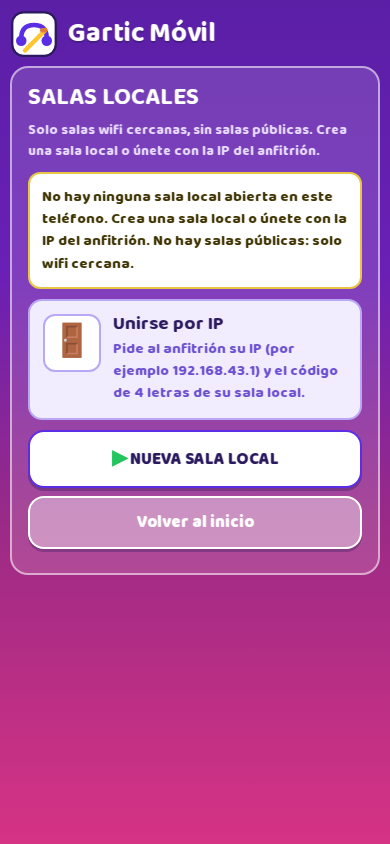 Gartic Móvil
SALAS LOCALES
Solo salas wifi cercanas, sin salas públicas. Crea
una sala local o únete con la IP del anfitrión.
No hay ninguna sala local abierta en este
teléfono. Crea una sala local o únete con la
IP del anfitrión. No hay salas públicas: solo
wifi cercana.
Unirse por IP
Pide al anfitrión su IP (por
ejemplo 192.168.43.1) y el código
de 4 letras de su sala local.
NUEVA SALA LOCAL
Volver al inicio